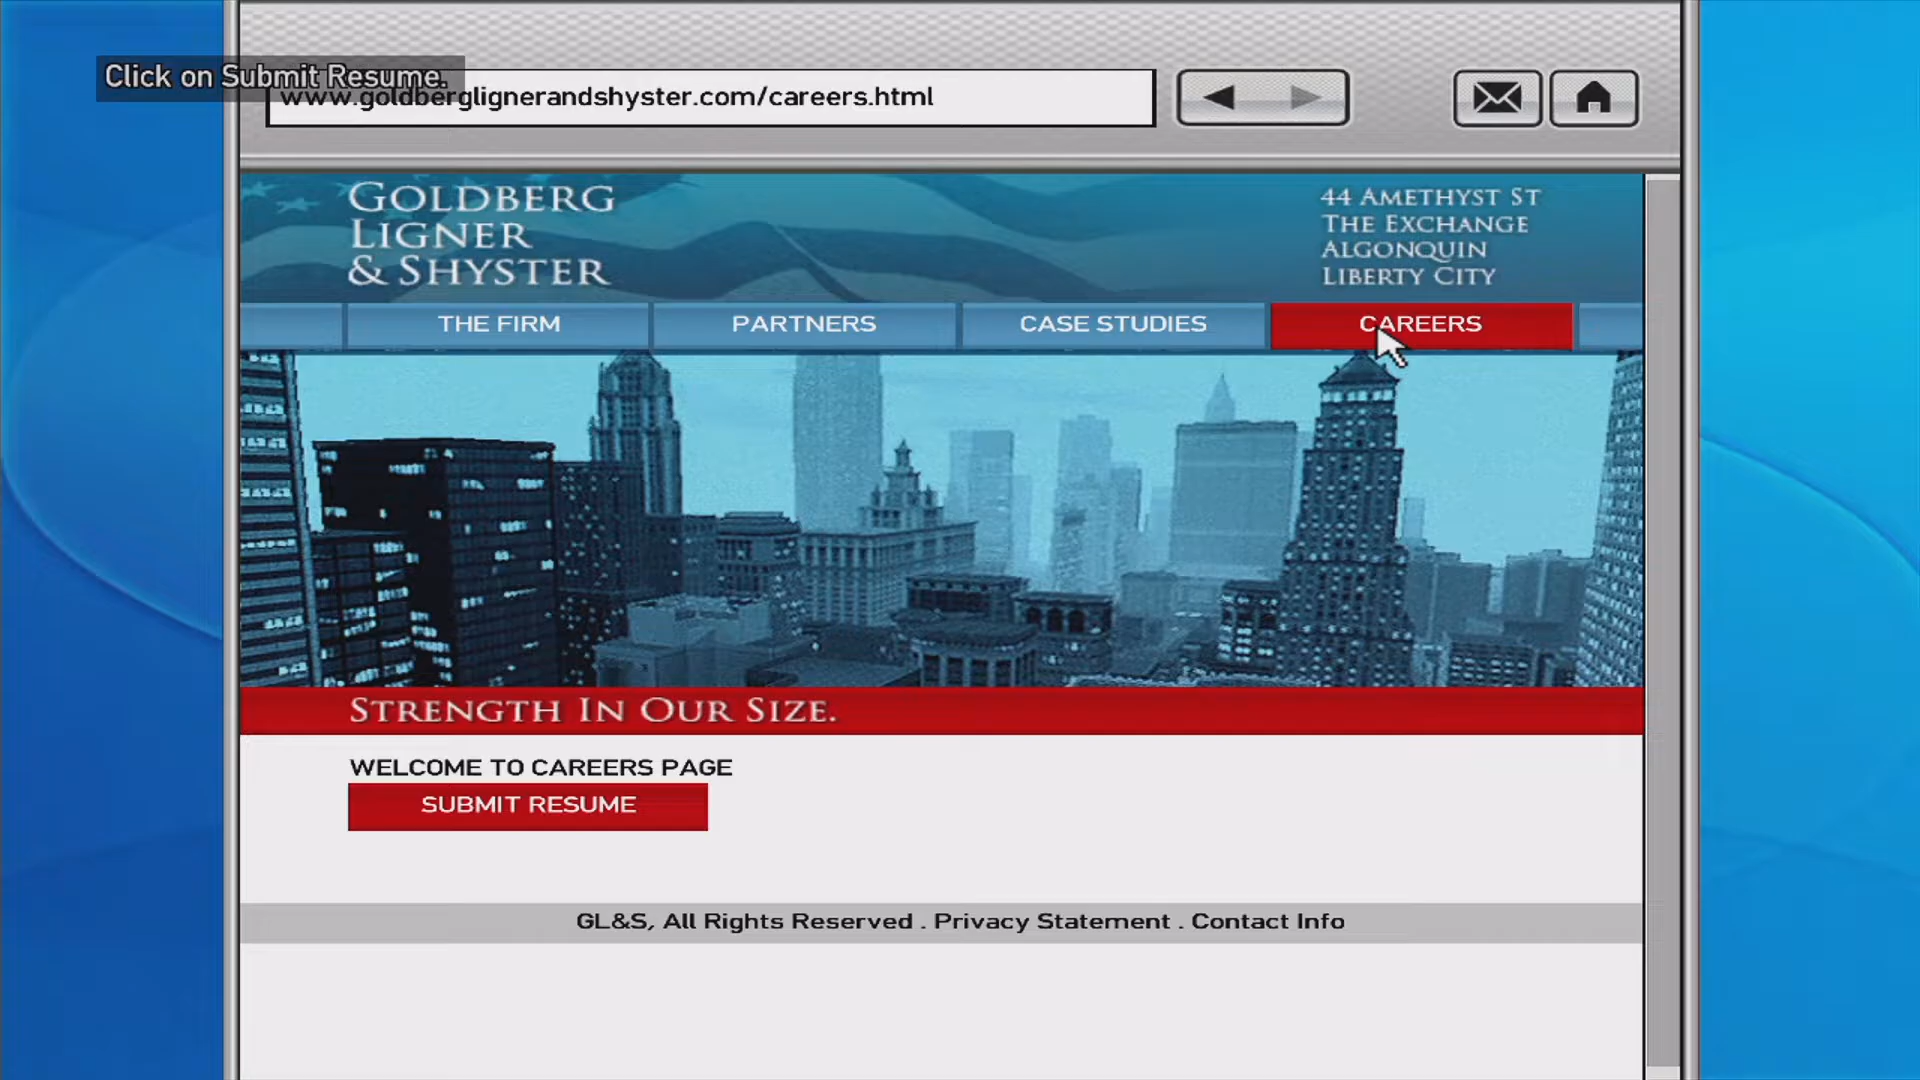 Click on Submit Resume.
www.goldberglignerandshyster.com/careers.html
GOLDBERG
LIGNER
& SHYSTER
44 AMETHYST ST
THE EXCHANGE
ALGONQUIN
LIBERTY CITY
THE FIRM
PARTNERS
CASE STUDIES
CAREERS
STRENGTH IN OUR SIZE.
WELCOME TO CAREERS PAGE
SUBMIT RESUME
GL&S, All Rights Reserved . Privacy Statement . Contact Info